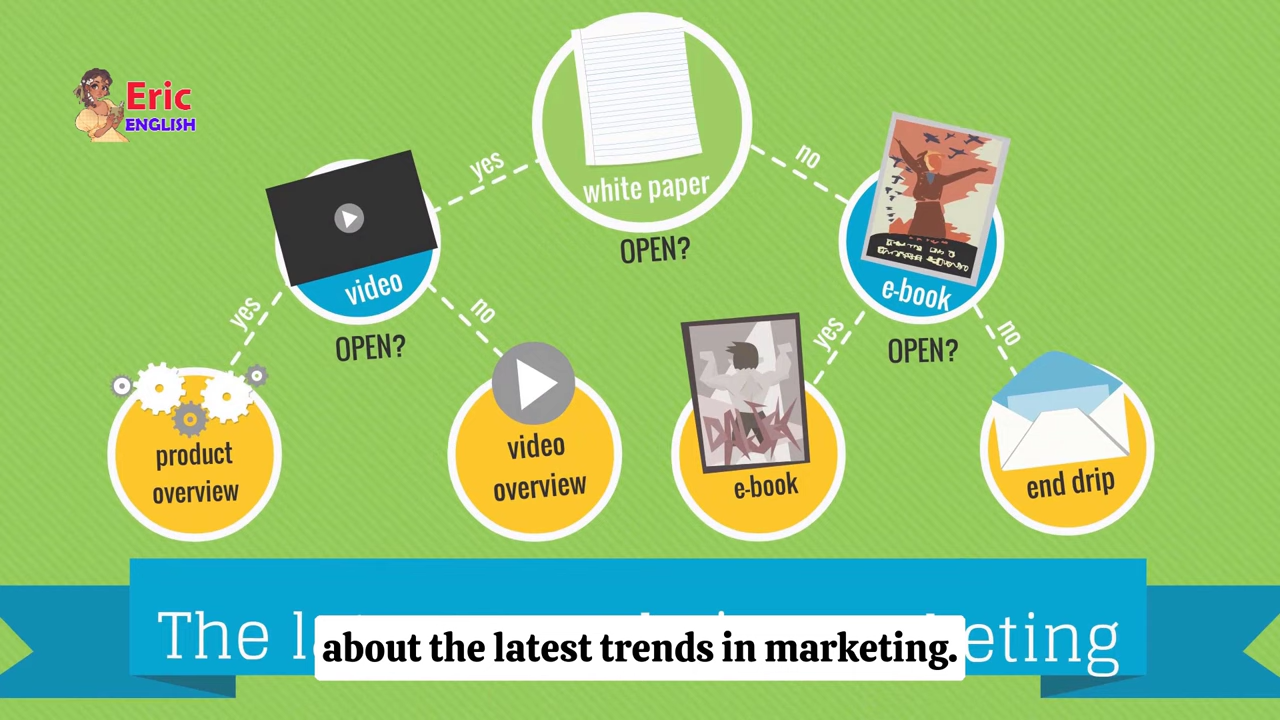 Eric
ENGLISH
white paper
OPEN?
yes
no
video
OPEN?
e-book
OPEN?
yes
no
yes
no
product
overview
video
overview
e-book
end drip
The
eting
about the latest trends in marketing.